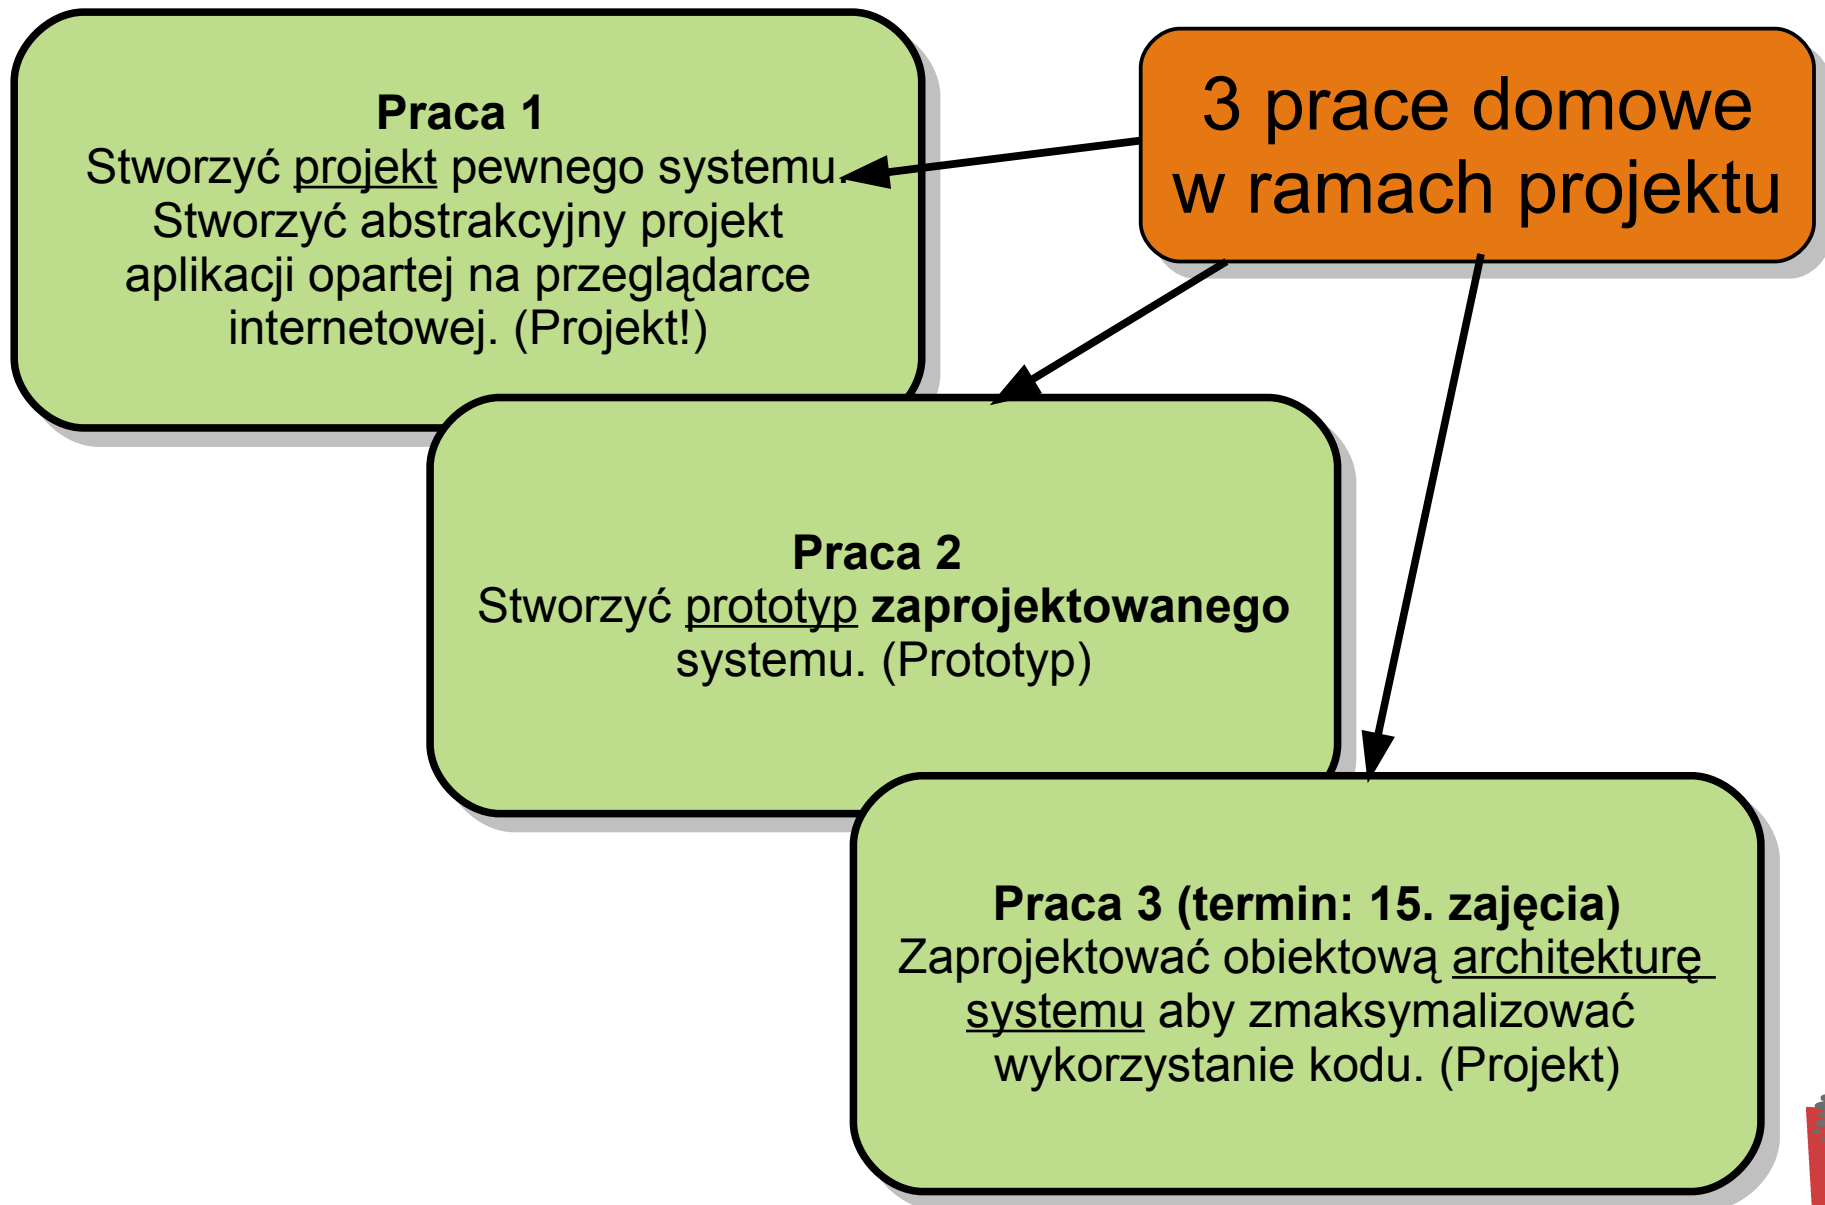 3 prace domowe
w ramach projektu
Praca 1
Stworzyć projekt pewnego systemu.
Stworzyć abstrakcyjny projekt
aplikacji opartej na przeglądarce
internetowej. (Projekt!)
Praca 2
Stworzyć prototyp zaprojektowanego
systemu. (Prototyp)
Praca 3 (termin: 15. zajęcia)
Zaprojektować obiektową architekturę
systemu aby zmaksymalizować
wykorzystanie kodu. (Projekt)